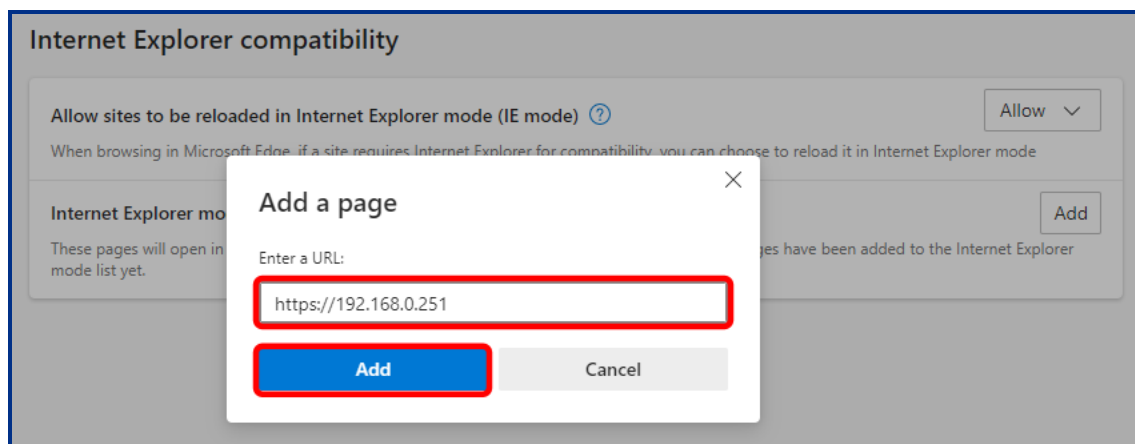 Internet Explorer compatibility
Allow sites to be reloaded in Internet Explorer mode (IE mode) ?
Allow
When browsing in Microsoft Edge, if a site requires Internet Explorer for compatibility, you can choose to reload it in Internet Explorer mode
Internet Explorer mo
Add
These pages will open in
ges have been added to the Internet Explorer
mode list yet.
Add a page
Enter a URL:
https://192.168.0.251
Add
Cancel